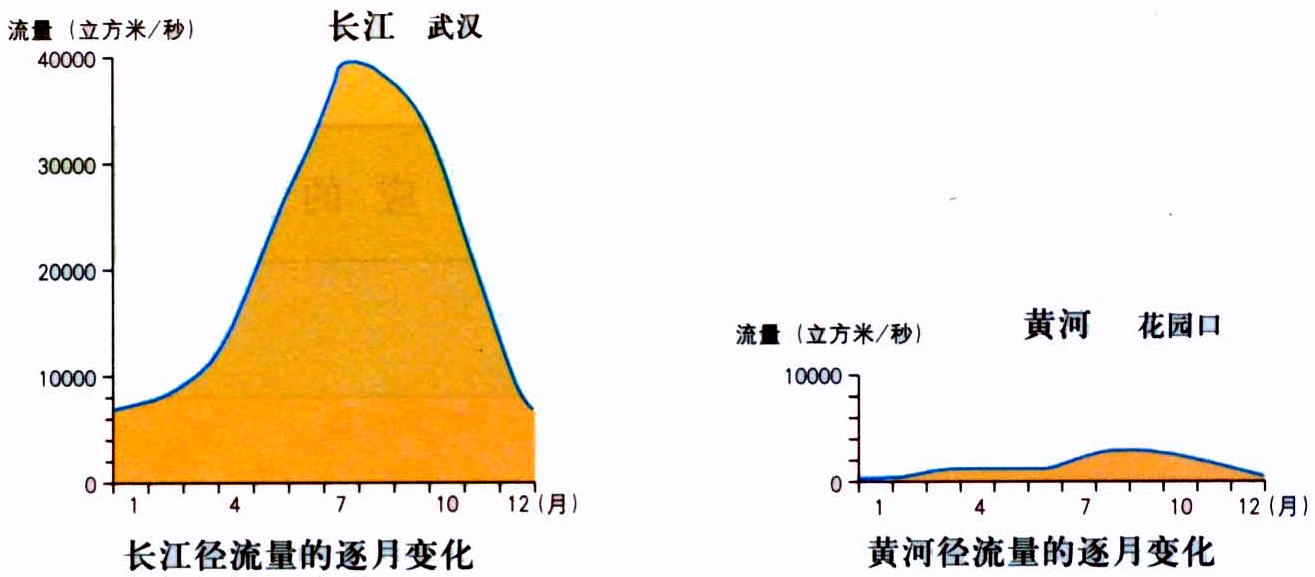 流量（立方米/秒）
长江 武汉
40000
30000
20000
10000
0
1 4 7 10 12（月）
长江径流量的逐月变化
流量（立方米/秒）
黄河 花园口
10000
0
1 4 7 10 12（月）
黄河径流量的逐月变化